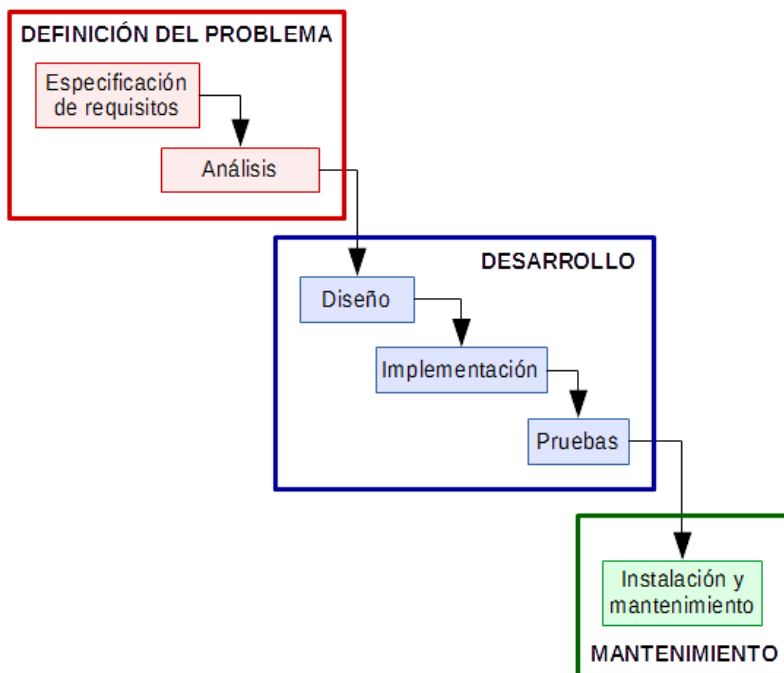 DEFINICIÓN DEL PROBLEMA
Especificación
de requisitos
Análisis
DESARROLLO
Diseño
Implementación
Pruebas
Instalación y
mantenimiento
MANTENIMIENTO